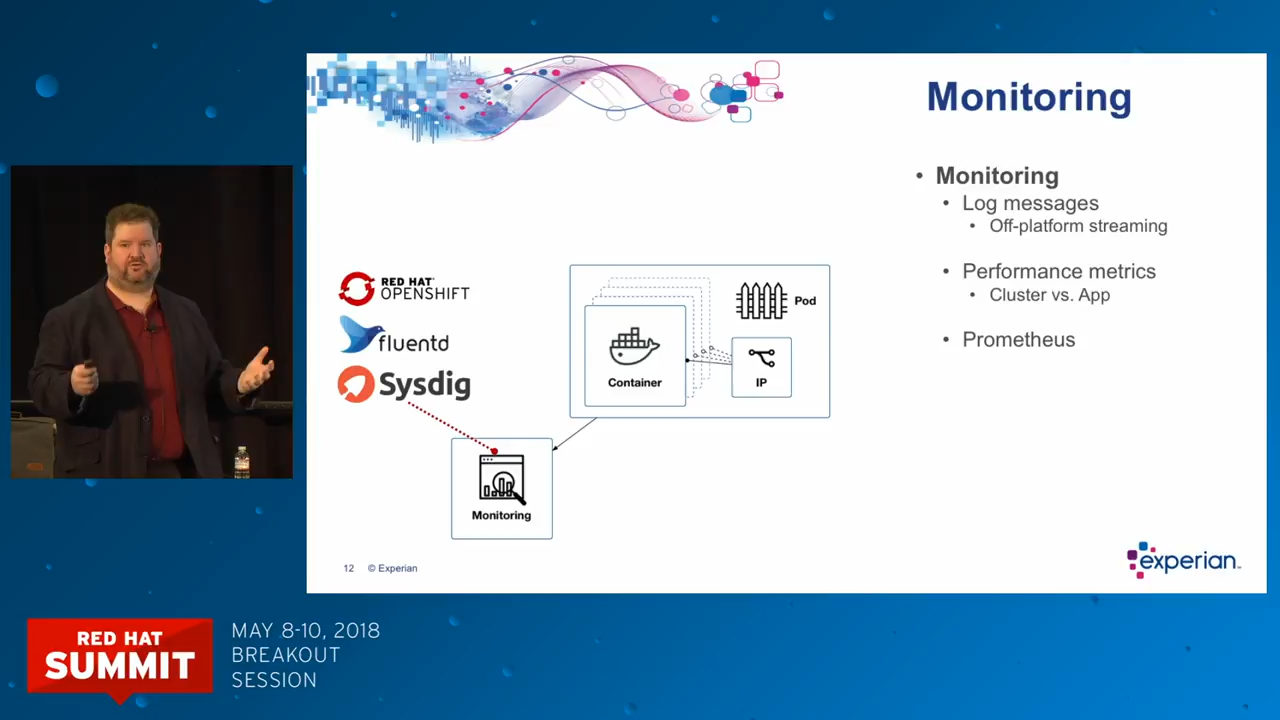 Monitoring
• Monitoring
• Log messages
• Off-platform streaming
• Performance metrics
• Cluster vs. App
• Prometheus
RED HAT®
OPENSHIFT
fluentd
Sysdig
Pod
Container
IP
Monitoring
12 © Experian
experian™
RED HAT
SUMMIT
MAY 8-10, 2018
BREAKOUT
SESSION